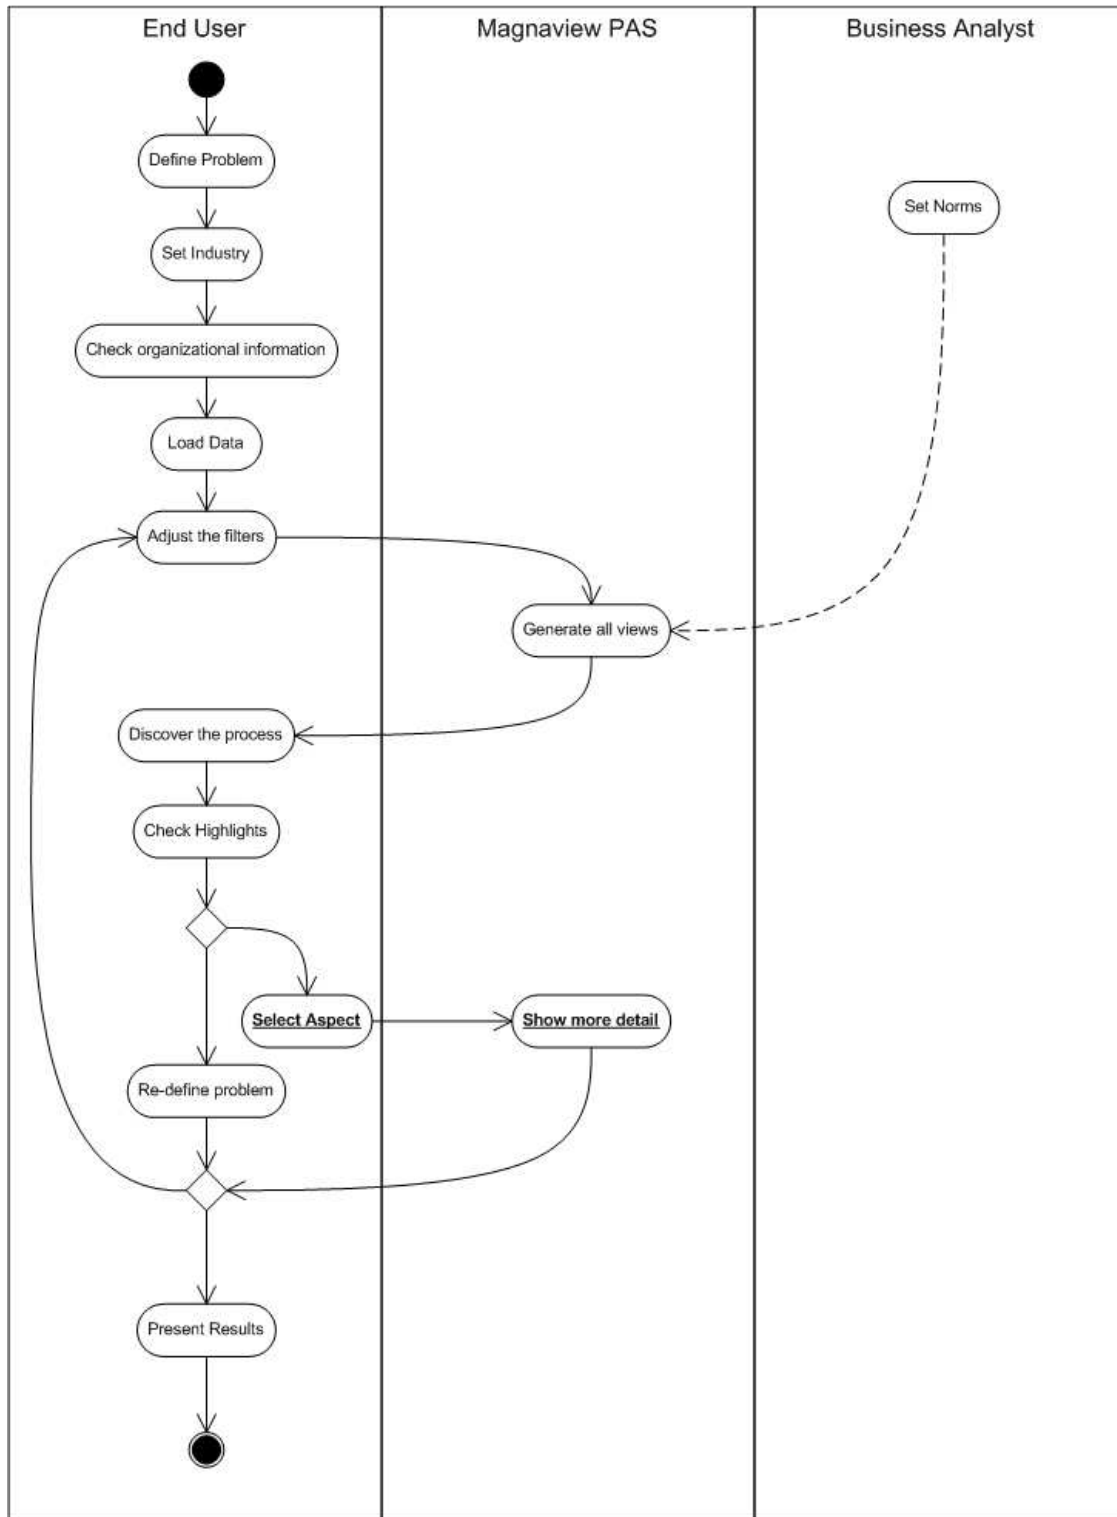 End User
Magnaview PAS
Business Analyst
Define Problem
Set Norms
Set Industry
Check organizational information
Load Data
Adjust the filters
Generate all views
Discover the process
Check Highlights
Select Aspect
Show more detail
Re-define problem
Present Results